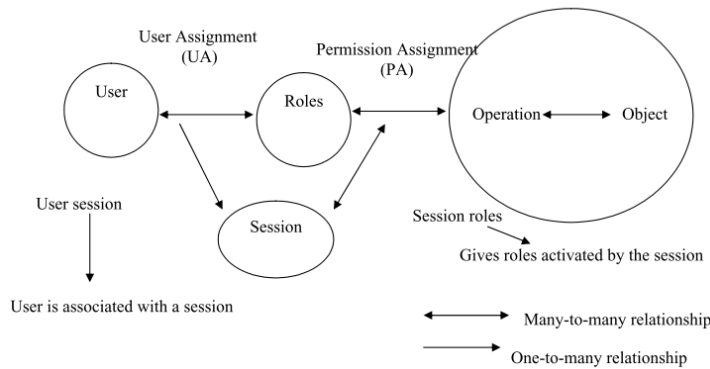 User Assignment
(UA)
Permission Assignment
(PA)
User
Roles
Operation
Object
User session
Session
Session roles
Gives roles activated by the session
User is associated with a session
Many-to-many relationship
One-to-many relationship